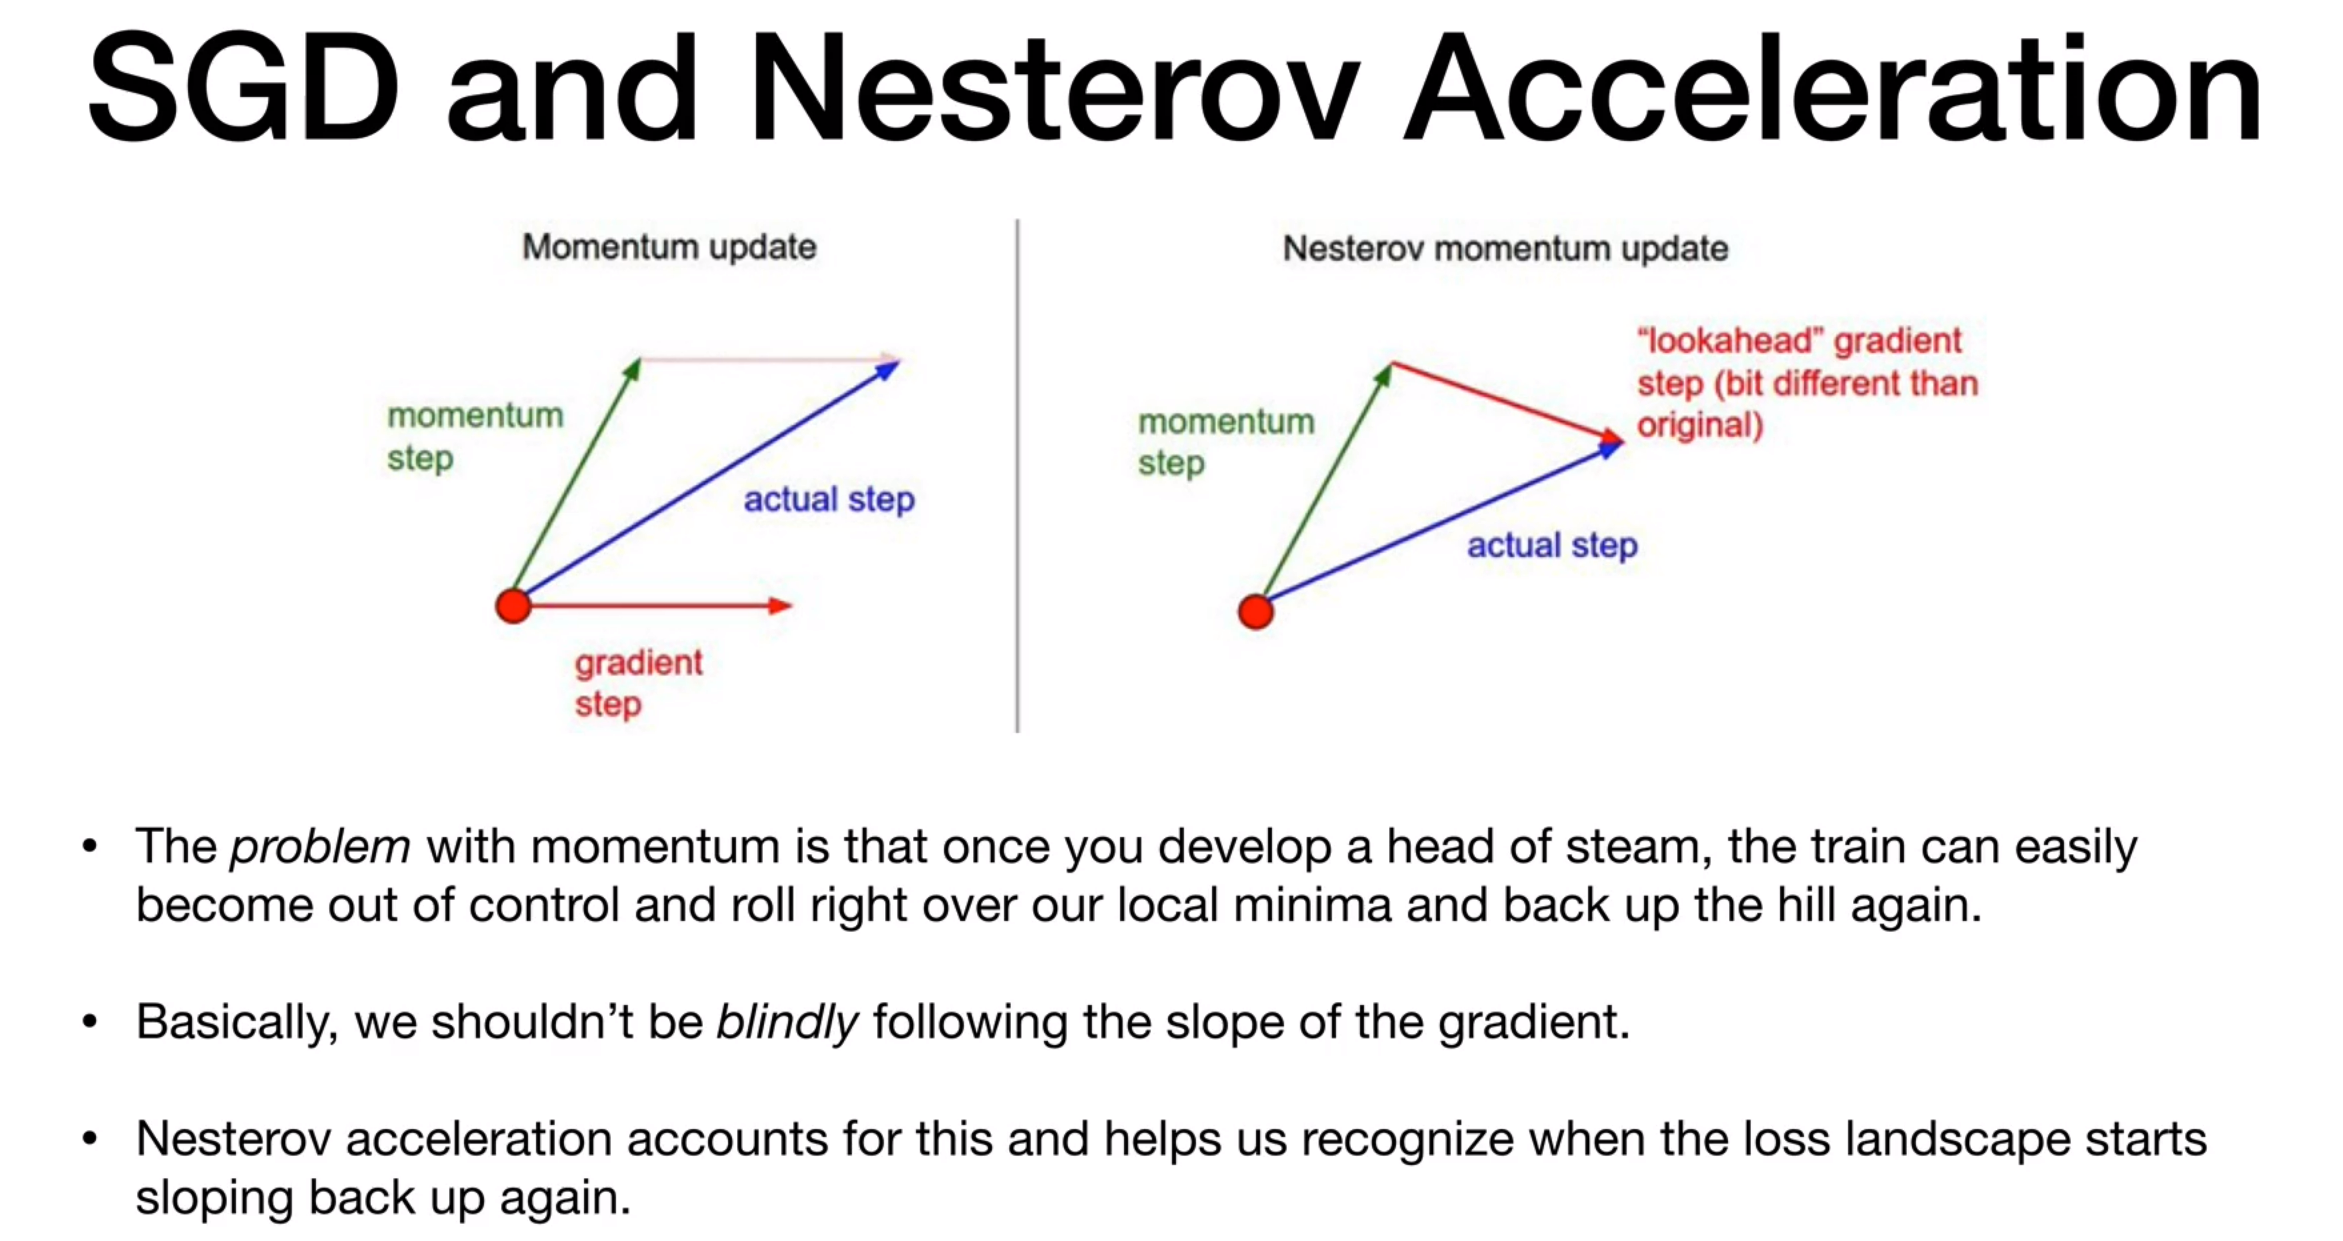 SGD and Nesterov Acceleration
Momentum update
momentum
step
actual step
gradient
step
Nesterov momentum update
momentum
step
“lookahead” gradient
step (bit different than
original)
actual step
• The problem with momentum is that once you develop a head of steam, the train can easily
become out of control and roll right over our local minima and back up the hill again.
• Basically, we shouldn’t be blindly following the slope of the gradient.
• Nesterov acceleration accounts for this and helps us recognize when the loss landscape starts
sloping back up again.